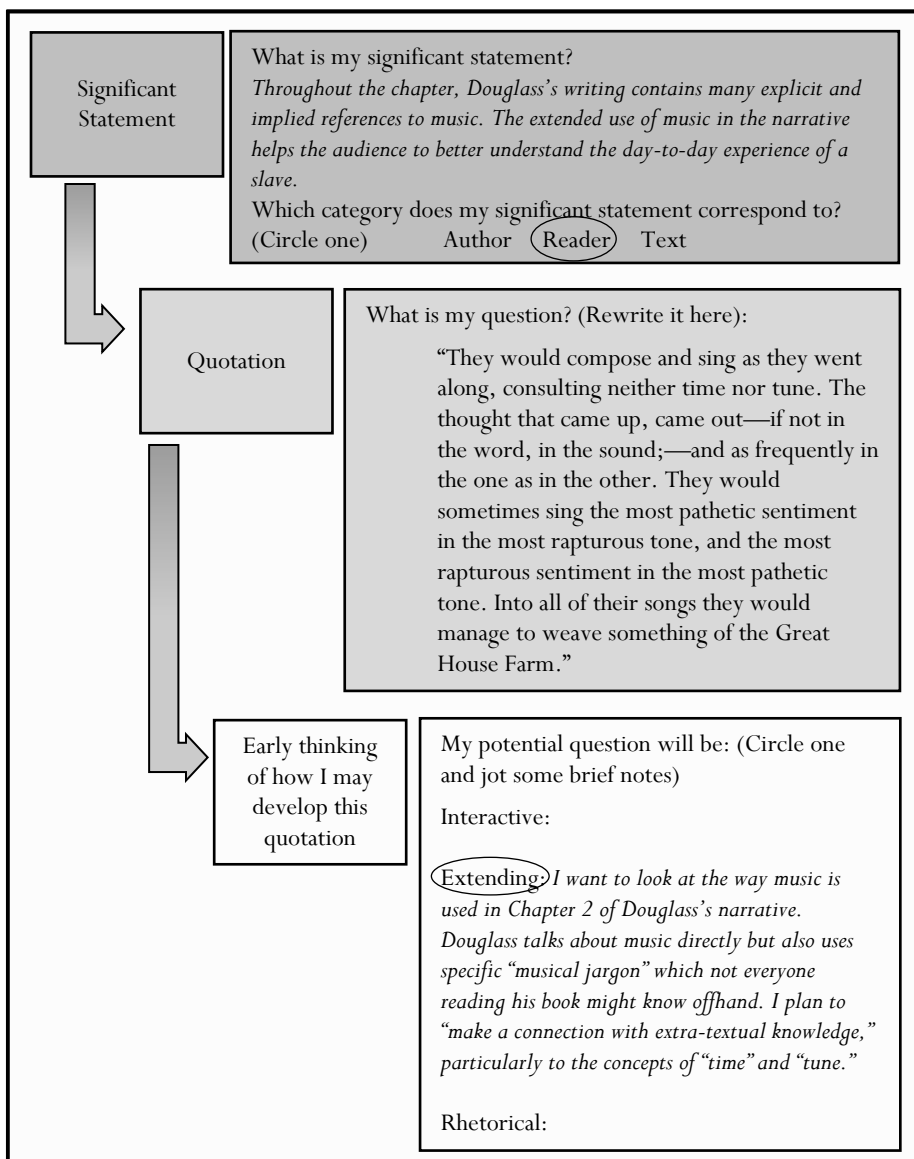 Significant
Statement
What is my significant statement?
Throughout the chapter, Douglass’s writing contains many explicit and
implied references to music. The extended use of music in the narrative
helps the audience to better understand the day-to-day experience of a
slave.
Which category does my significant statement correspond to?
(Circle one) Author Reader Text
Quotation
What is my question? (Rewrite it here):
“They would compose and sing as they went
along, consulting neither time nor tune. The
thought that came up, came out—if not in
the word, in the sound;—and as frequently in
the one as in the other. They would
sometimes sing the most pathetic sentiment
in the most rapturous tone, and the most
rapturous sentiment in the most pathetic
tone. Into all of their songs they would
manage to weave something of the Great
House Farm.”
Early thinking
of how I may
develop this
quotation
My potential question will be: (Circle one
and jot some brief notes)
Interactive:
Extending: I want to look at the way music is
used in Chapter 2 of Douglass’s narrative.
Douglass talks about music directly but also uses
specific “musical jargon” which not everyone
reading his book might know offhand. I plan to
“make a connection with extra-textual knowledge,”
particularly to the concepts of “time” and “tune.”
Rhetorical: